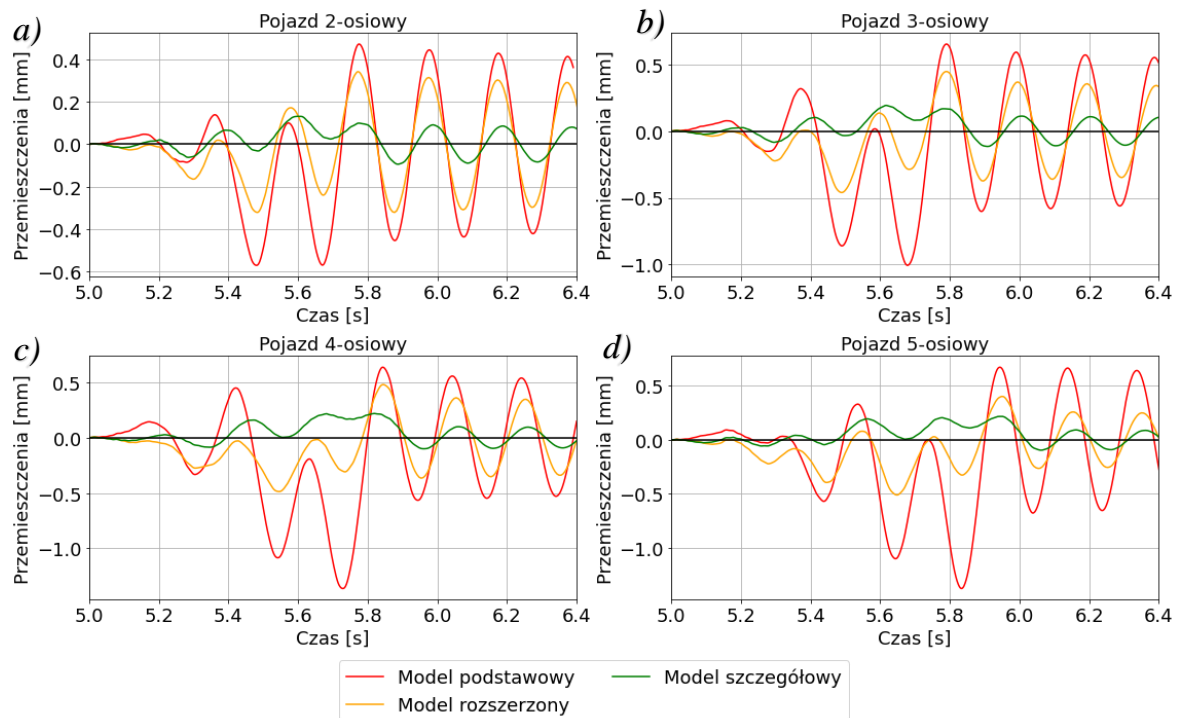 a)
Pojazd 2-osiowy
Przemieszczenia [mm]
0.4
0.2
0.0
−0.2
−0.4
−0.6
5.0 5.2 5.4 5.6 5.8 6.0 6.2 6.4
Czas [s]
b)
Pojazd 3-osiowy
Przemieszczenia [mm]
0.5
0.0
−0.5
−1.0
5.0 5.2 5.4 5.6 5.8 6.0 6.2 6.4
Czas [s]
c)
Pojazd 4-osiowy
Przemieszczenia [mm]
0.5
0.0
−0.5
−1.0
5.0 5.2 5.4 5.6 5.8 6.0 6.2 6.4
Czas [s]
d)
Pojazd 5-osiowy
Przemieszczenia [mm]
0.5
0.0
−0.5
−1.0
5.0 5.2 5.4 5.6 5.8 6.0 6.2 6.4
Czas [s]
Model podstawowy
Model rozszerzony
Model szczegółowy